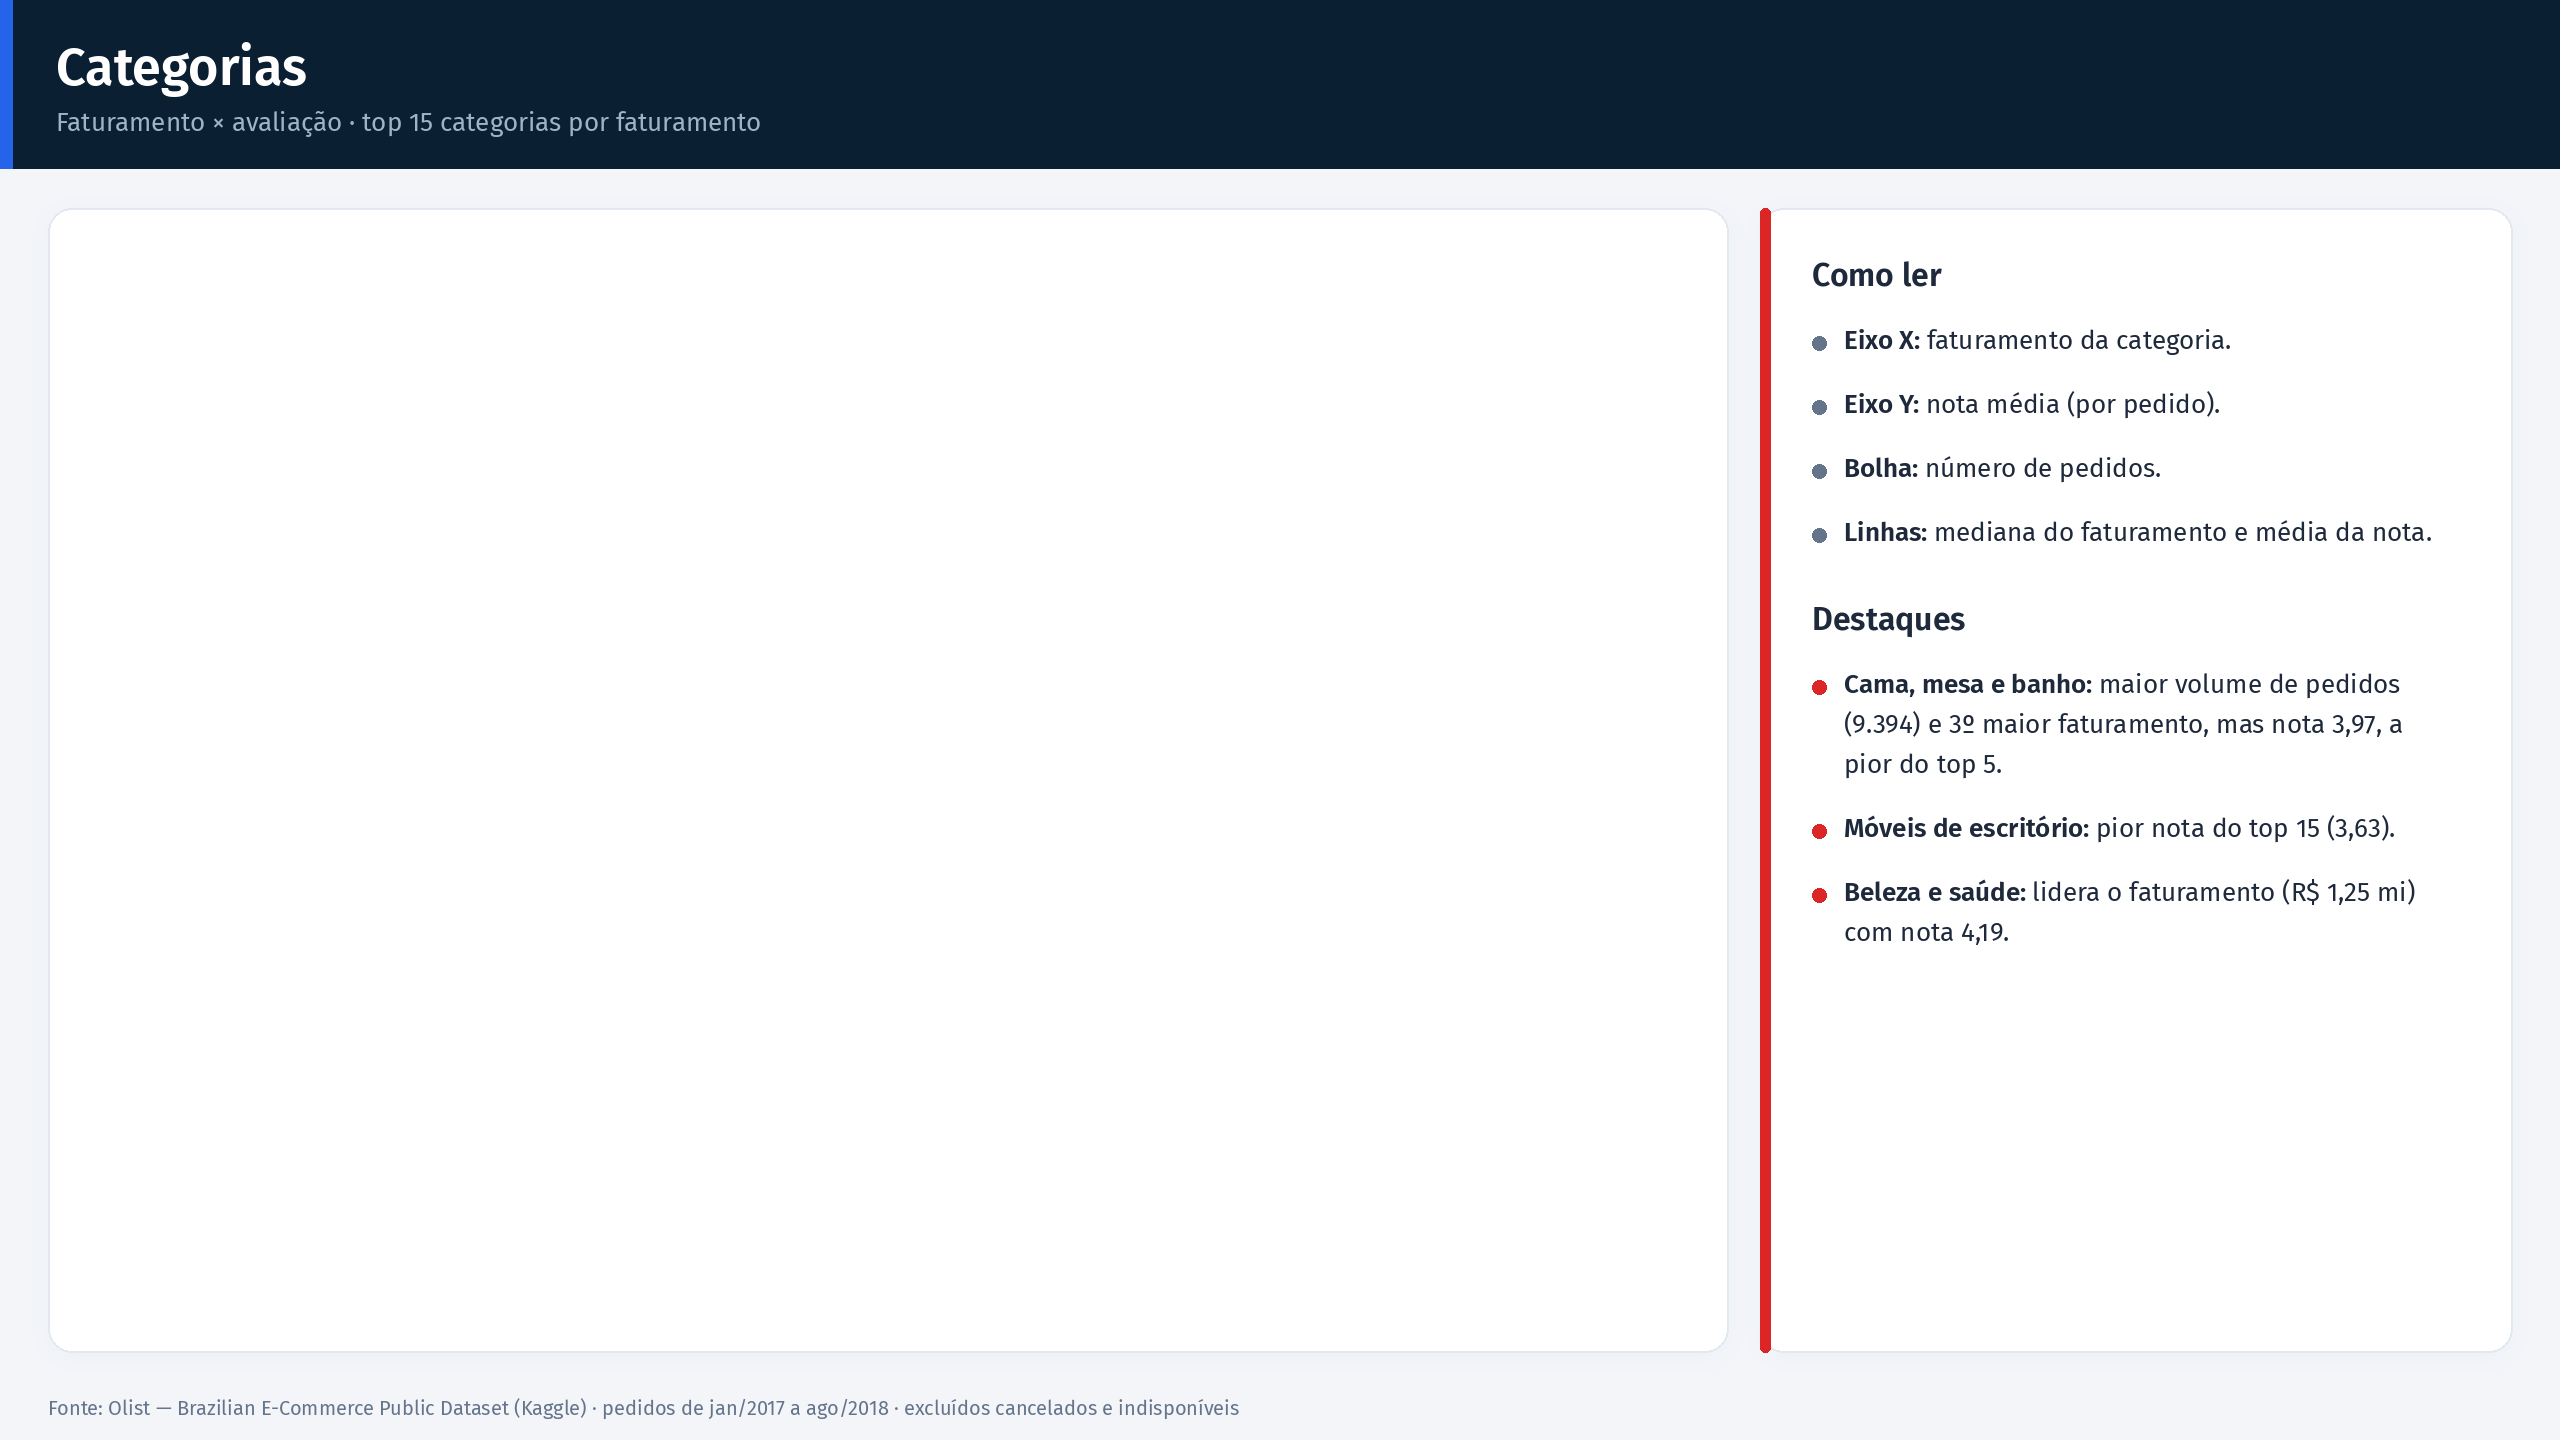 Categorias
Faturamento × avaliação · top 15 categorias por faturamento
Como ler
Eixo X: faturamento da categoria.
Eixo Y: nota média (por pedido).
Bolha: número de pedidos.
Linhas: mediana do faturamento e média da nota.
Destaques
Cama, mesa e banho: maior volume de pedidos
(9.394) e 3º maior faturamento, mas nota 3,97, a
pior do top 5.
Móveis de escritório: pior nota do top 15 (3,63).
Beleza e saúde: lidera o faturamento (R$ 1,25 mi)
com nota 4,19.
Fonte: Olist — Brazilian E-Commerce Public Dataset (Kaggle) · pedidos de jan/2017 a ago/2018 · excluídos cancelados e indisponíveis